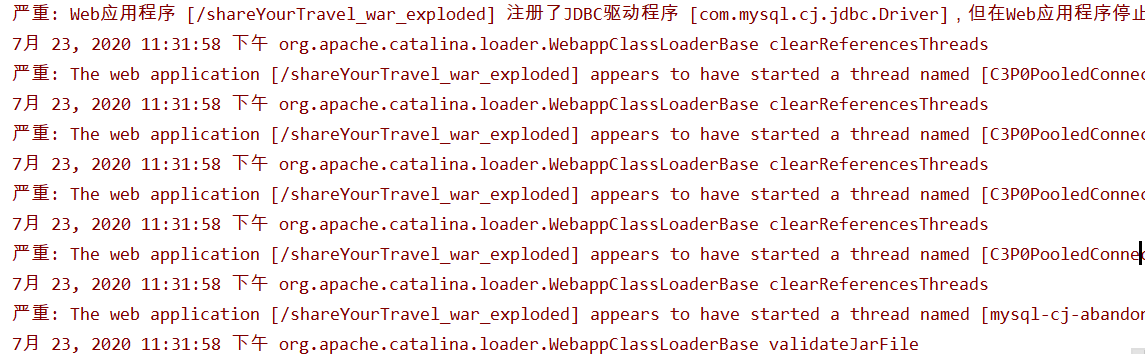 严重: Web应用程序 [/shareYourTravel_war_exploded] 注册了JDBC驱动程序 [com.mysql.cj.jdbc.Driver]，但在Web应用程序停止
7月 23, 2020 11:31:58 下午 org.apache.catalina.loader.WebappClassLoaderBase clearReferencesThreads
严重: The web application [/shareYourTravel_war_exploded] appears to have started a thread named [C3P0PooledConnec
7月 23, 2020 11:31:58 下午 org.apache.catalina.loader.WebappClassLoaderBase clearReferencesThreads
严重: The web application [/shareYourTravel_war_exploded] appears to have started a thread named [C3P0PooledConnec
7月 23, 2020 11:31:58 下午 org.apache.catalina.loader.WebappClassLoaderBase clearReferencesThreads
严重: The web application [/shareYourTravel_war_exploded] appears to have started a thread named [C3P0PooledConnec
7月 23, 2020 11:31:58 下午 org.apache.catalina.loader.WebappClassLoaderBase clearReferencesThreads
严重: The web application [/shareYourTravel_war_exploded] appears to have started a thread named [C3P0PooledConnec
7月 23, 2020 11:31:58 下午 org.apache.catalina.loader.WebappClassLoaderBase clearReferencesThreads
严重: The web application [/shareYourTravel_war_exploded] appears to have started a thread named [mysql-cj-abandon
7月 23, 2020 11:31:58 下午 org.apache.catalina.loader.WebappClassLoaderBase validateJarFile